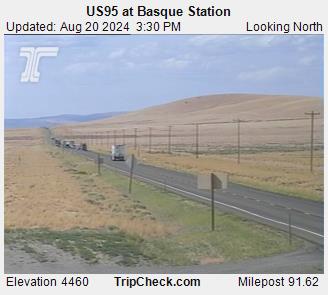 US95 at Basque Station
Updated: Aug 20 2024 3:30 PM Looking North
Elevation 4460 TripCheck.com Milepost 91.62